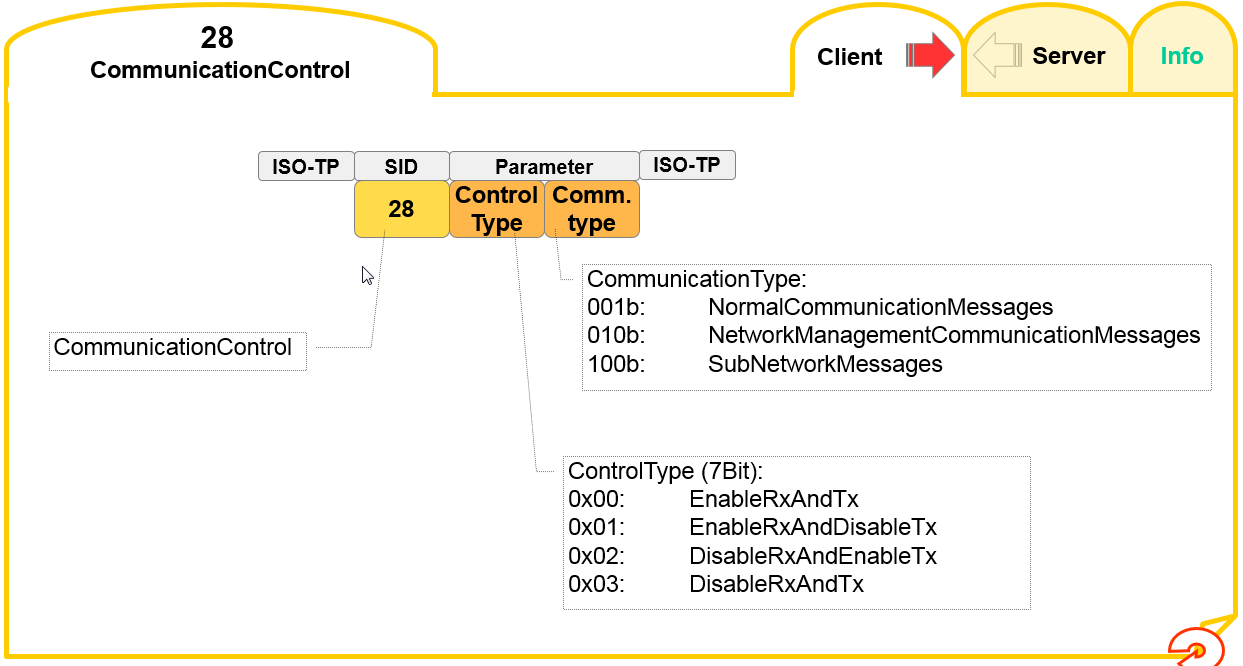 28
CommunicationControl
Client
Server
Info
ISO-TP SID Parameter ISO-TP
28 Control Type Comm. type
CommunicationType:
001b: NormalCommunicationMessages
010b: NetworkManagementCommunicationMessages
100b: SubNetworkMessages
CommunicationControl
ControlType (7Bit):
0x00: EnableRxAndTx
0x01: EnableRxAndDisableTx
0x02: DisableRxAndEnableTx
0x03: DisableRxAndTx